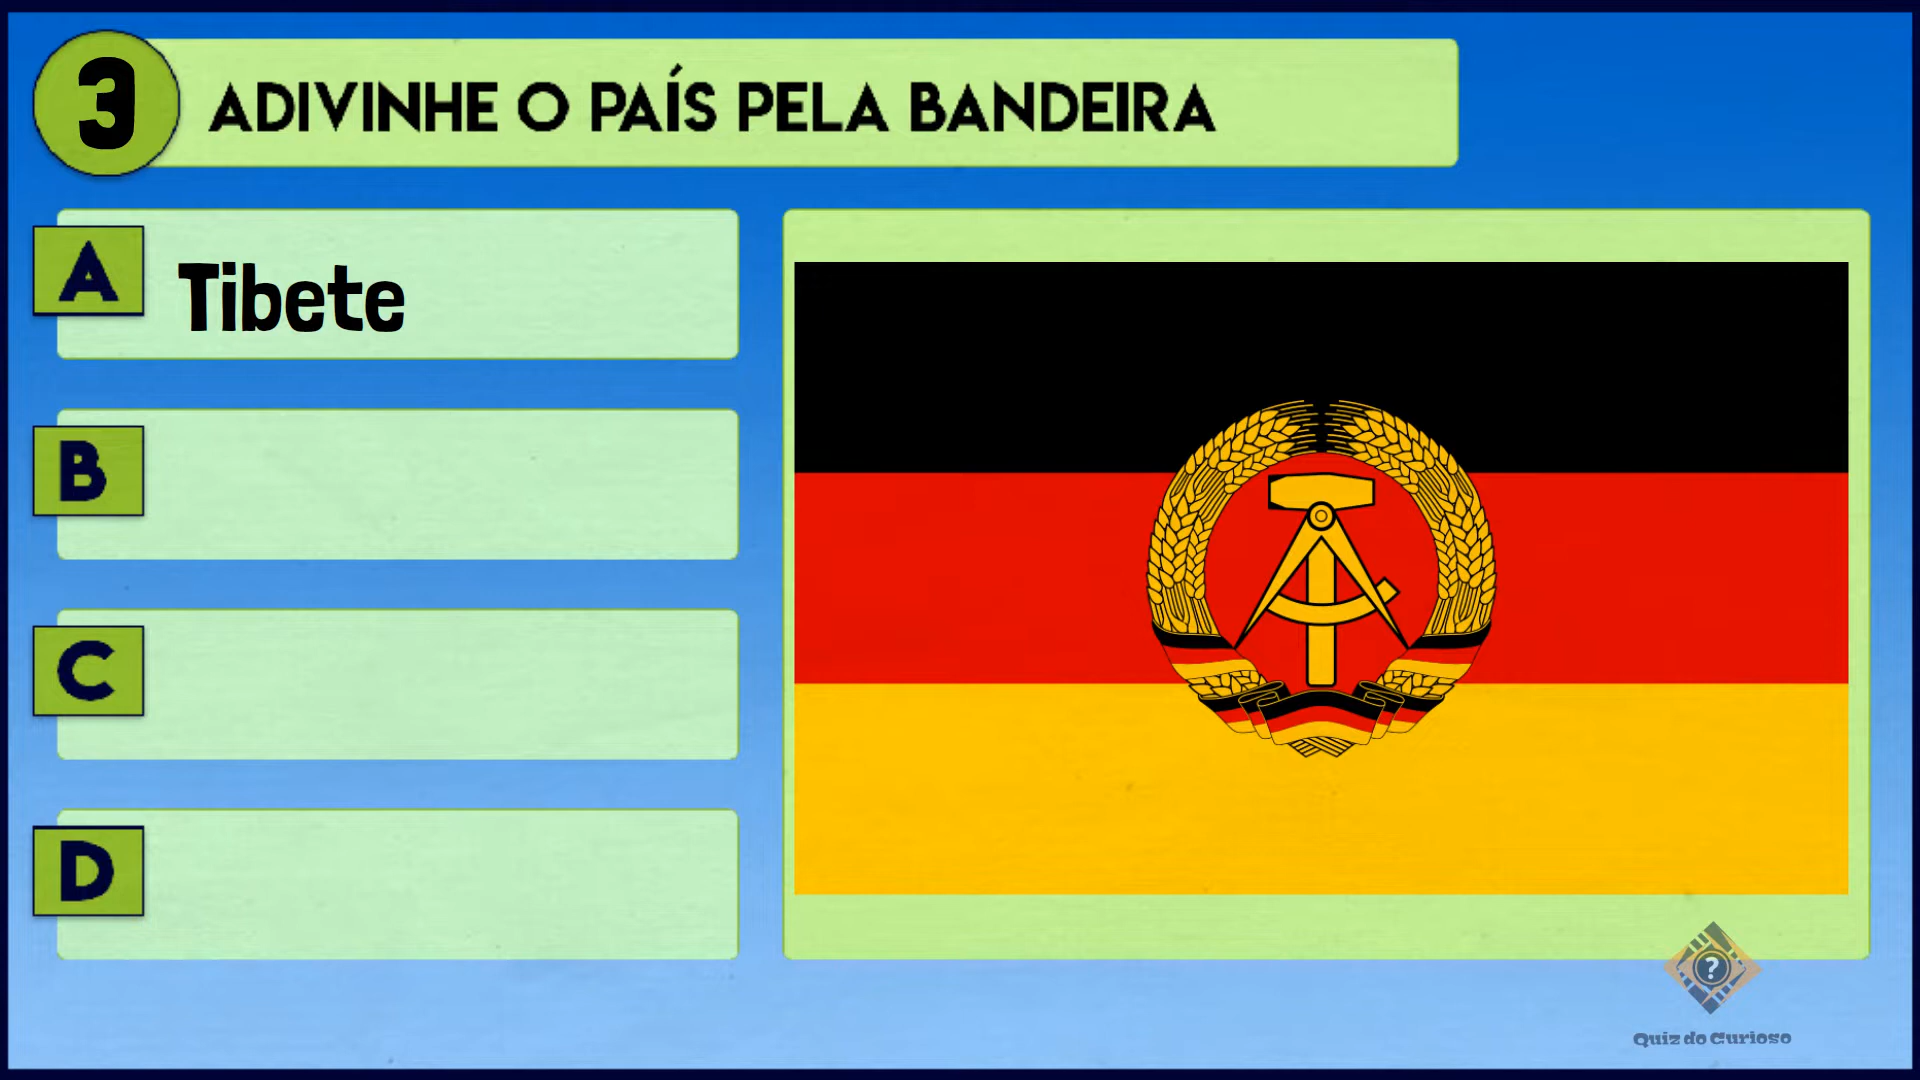 3 ADIVINHE O PAÍS PELA BANDEIRA
A Tibete
B
C
D
?
Quiz do Curioso